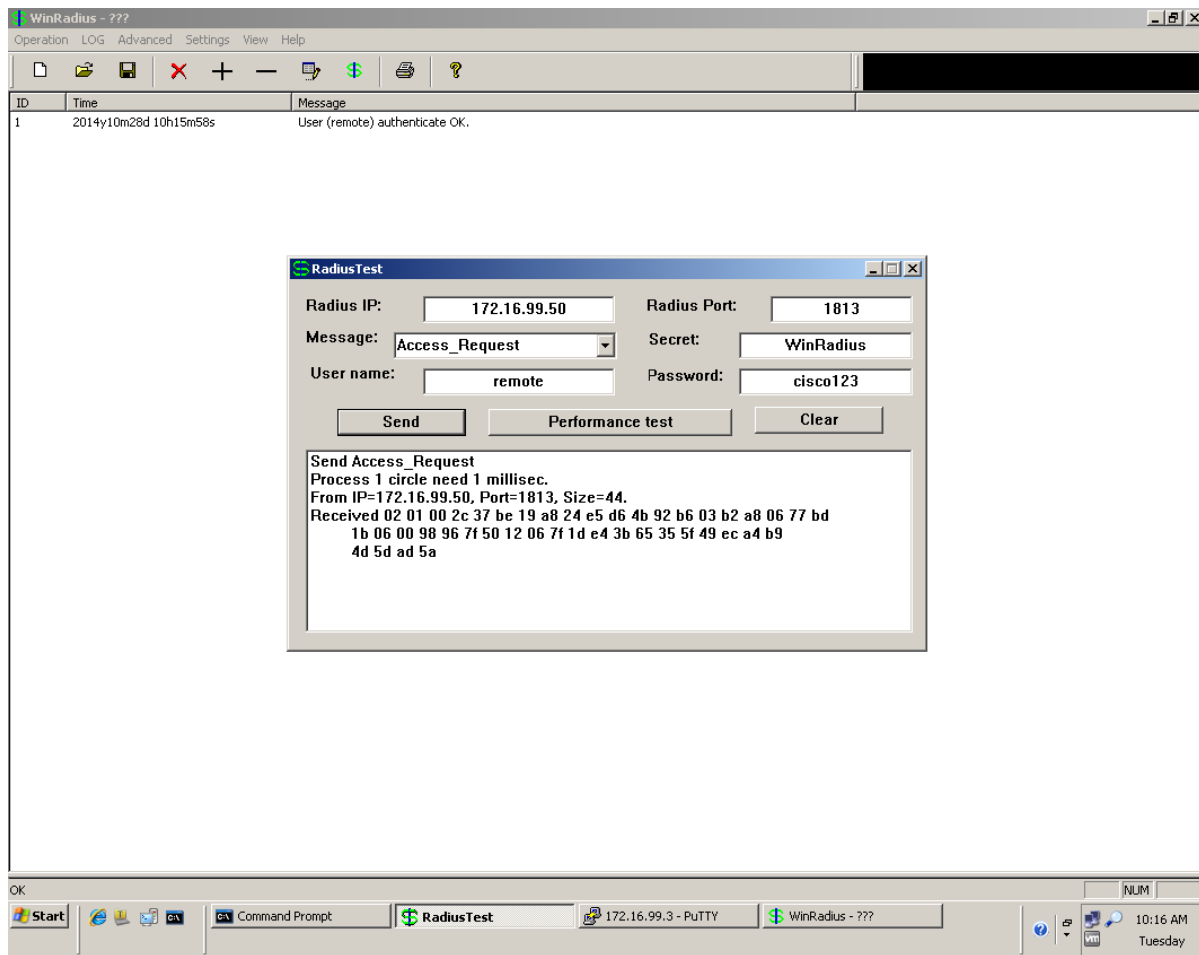 WinRadius - ???
Operation LOG Advanced Settings View Help
ID Time Message
1 2014y10m28d 10h15m58s User (remote) authenticate OK.
RadiusTest
Radius IP: 172.16.99.50 Radius Port: 1813
Message: Access_Request Secret: WinRadius
User name: remote Password: cisco123
Send Performance test Clear
Send Access_Request
Process 1 circle need 1 millisec.
From IP=172.16.99.50, Port=1813, Size=44.
Received 02 01 00 2c 37 be 19 a8 24 e5 d6 4b 92 b6 03 b2 a8 06 77 bd
1b 06 00 98 96 7f 50 12 06 7f 1d e4 3b 65 35 5f 49 ec a4 b9
4d 5d ad 5a
OK NUM
Start Command Prompt RadiusTest 172.16.99.3 - PuTTY WinRadius - ??? 10:16 AM
Tuesday